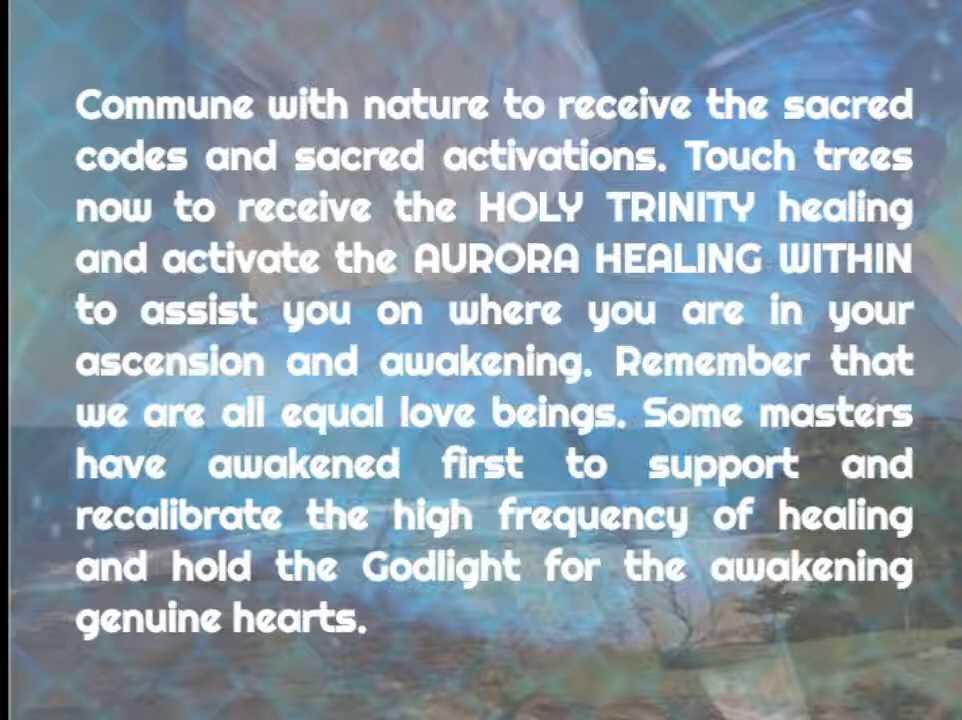 Commune with nature to receive the sacred
codes and sacred activations. Touch trees
now to receive the HOLY TRINITY healing
and activate the AURORA HEALING WITHIN
to assist you on where you are in your
ascension and awakening. Remember that
we are all equal love beings. Some masters
have awakened first to support and
recalibrate the high frequency of healing
and hold the Godlight for the awakening
genuine hearts.